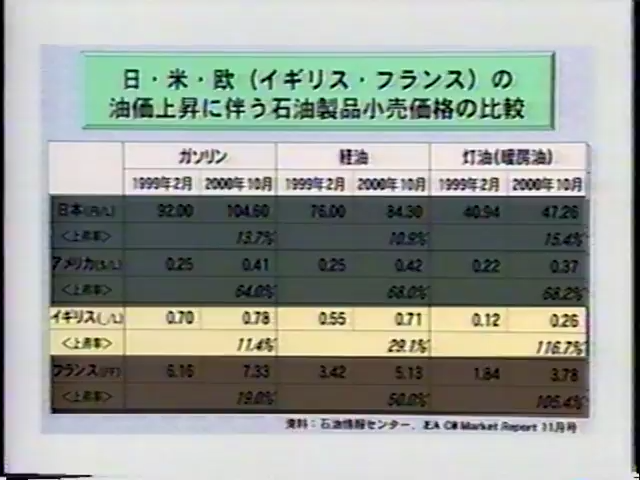 日・米・欧（イギリス・フランス）の
油価上昇に伴う石油製品小売価格の比較
ガソリン 軽油 灯油(暖房油)
1999年2月 2000年10月 1999年2月 2000年10月 1999年2月 2000年10月
日本(円/L) 92.00 104.60 76.00 84.30 40.94 47.26
<上昇率> 13.7% 10.9% 15.4%
アメリカ($/L) 0.25 0.41 0.25 0.42 0.22 0.37
<上昇率> 64.0% 68.0% 68.2%
イギリス(_/L) 0.70 0.78 0.55 0.71 0.12 0.26
<上昇率> 11.4% 29.1% 116.7%
フランス(FF) 6.16 7.33 3.42 5.13 1.84 3.78
<上昇率> 19.0% 50.0% 105.4%
資料：石油情報センター、IEA Oil Market Report 11月号